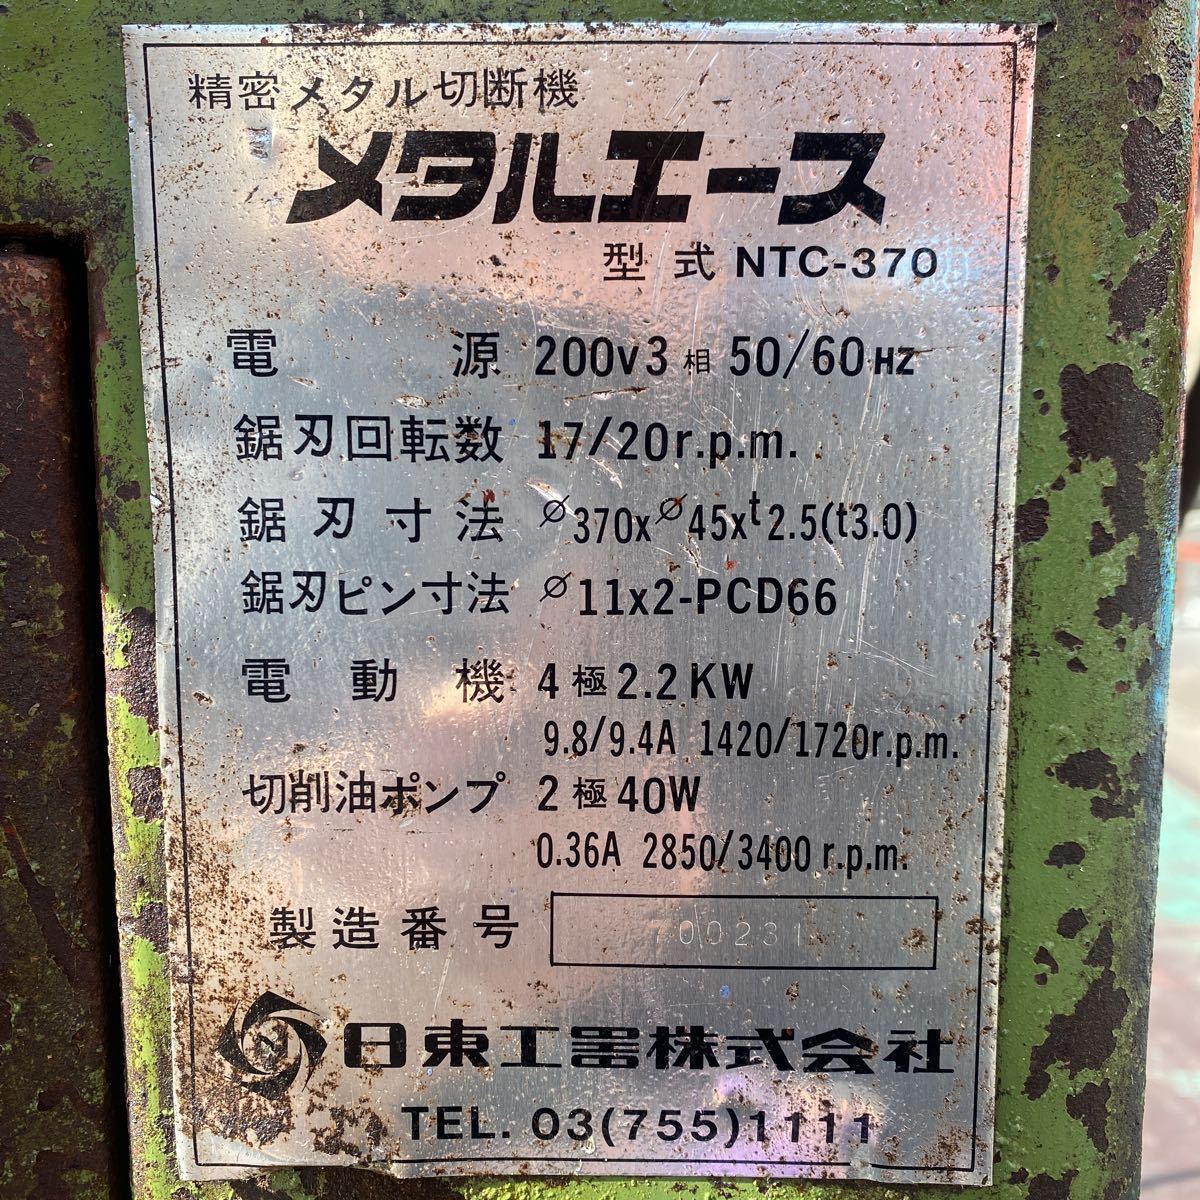 精密メタル切断機
メタルエース
型式 NTC-370
電源 200V3相 50/60HZ
鋸刃回転数 17/20r.p.m.
鋸刃寸法 ∅370x∅45xt2.5(t3.0)
鋸刃ピン寸法 ∅11x2-PCD66
電動機 4極2.2KW
9.8/9.4A 1420/1720r.p.m.
切削油ポンプ 2極40W
0.36A 2850/3400r.p.m.
製造番号 700231
日東工器株式会社
TEL. 03(755)1111